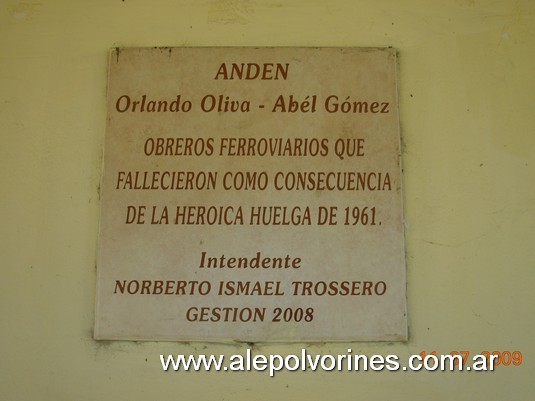 ANDEN
Orlando Oliva - Abél Gómez
OBREROS FERROVIARIOS QUE
FALLECIERON COMO CONSECUENCIA
DE LA HEROICA HUELGA DE 1961.
Intendente
NORBERTO ISMAEL TROSSERO
GESTION 2008
www.alepolvorines.com.ar